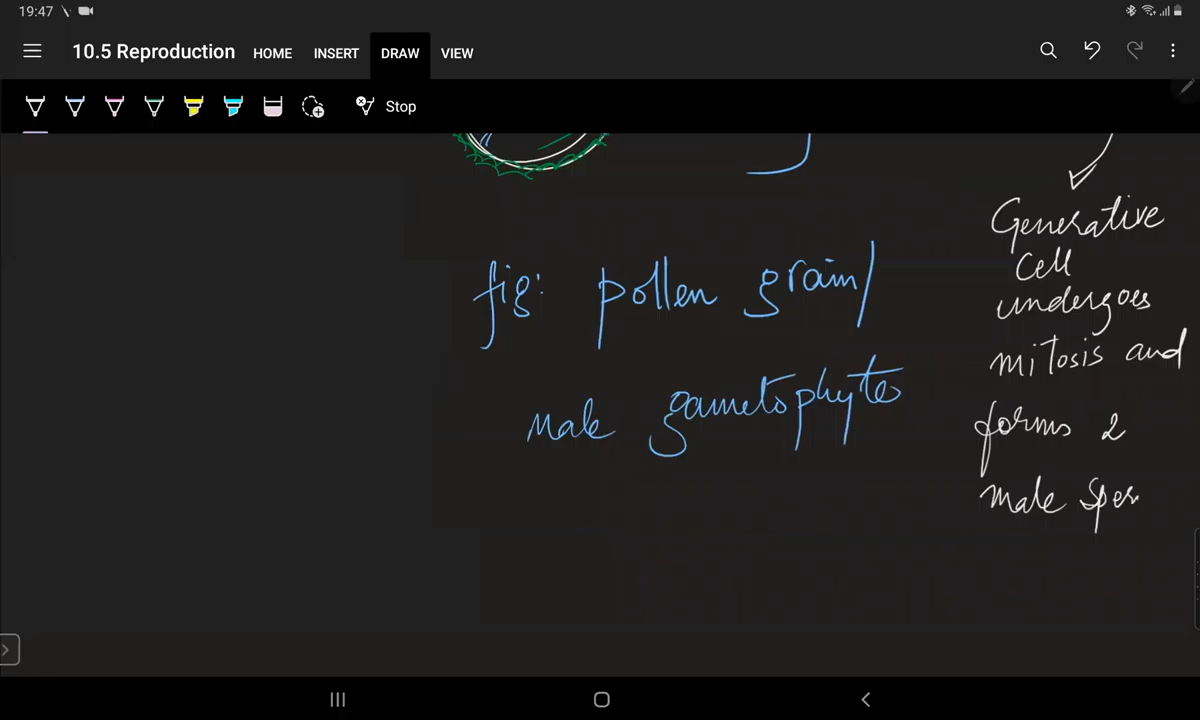 19:47
10.5 Reproduction HOME INSERT DRAW VIEW
Stop
fig: pollen grain/
male gametophyte
Generative
cell
undergoes
mitosis and
forms 2
male sper